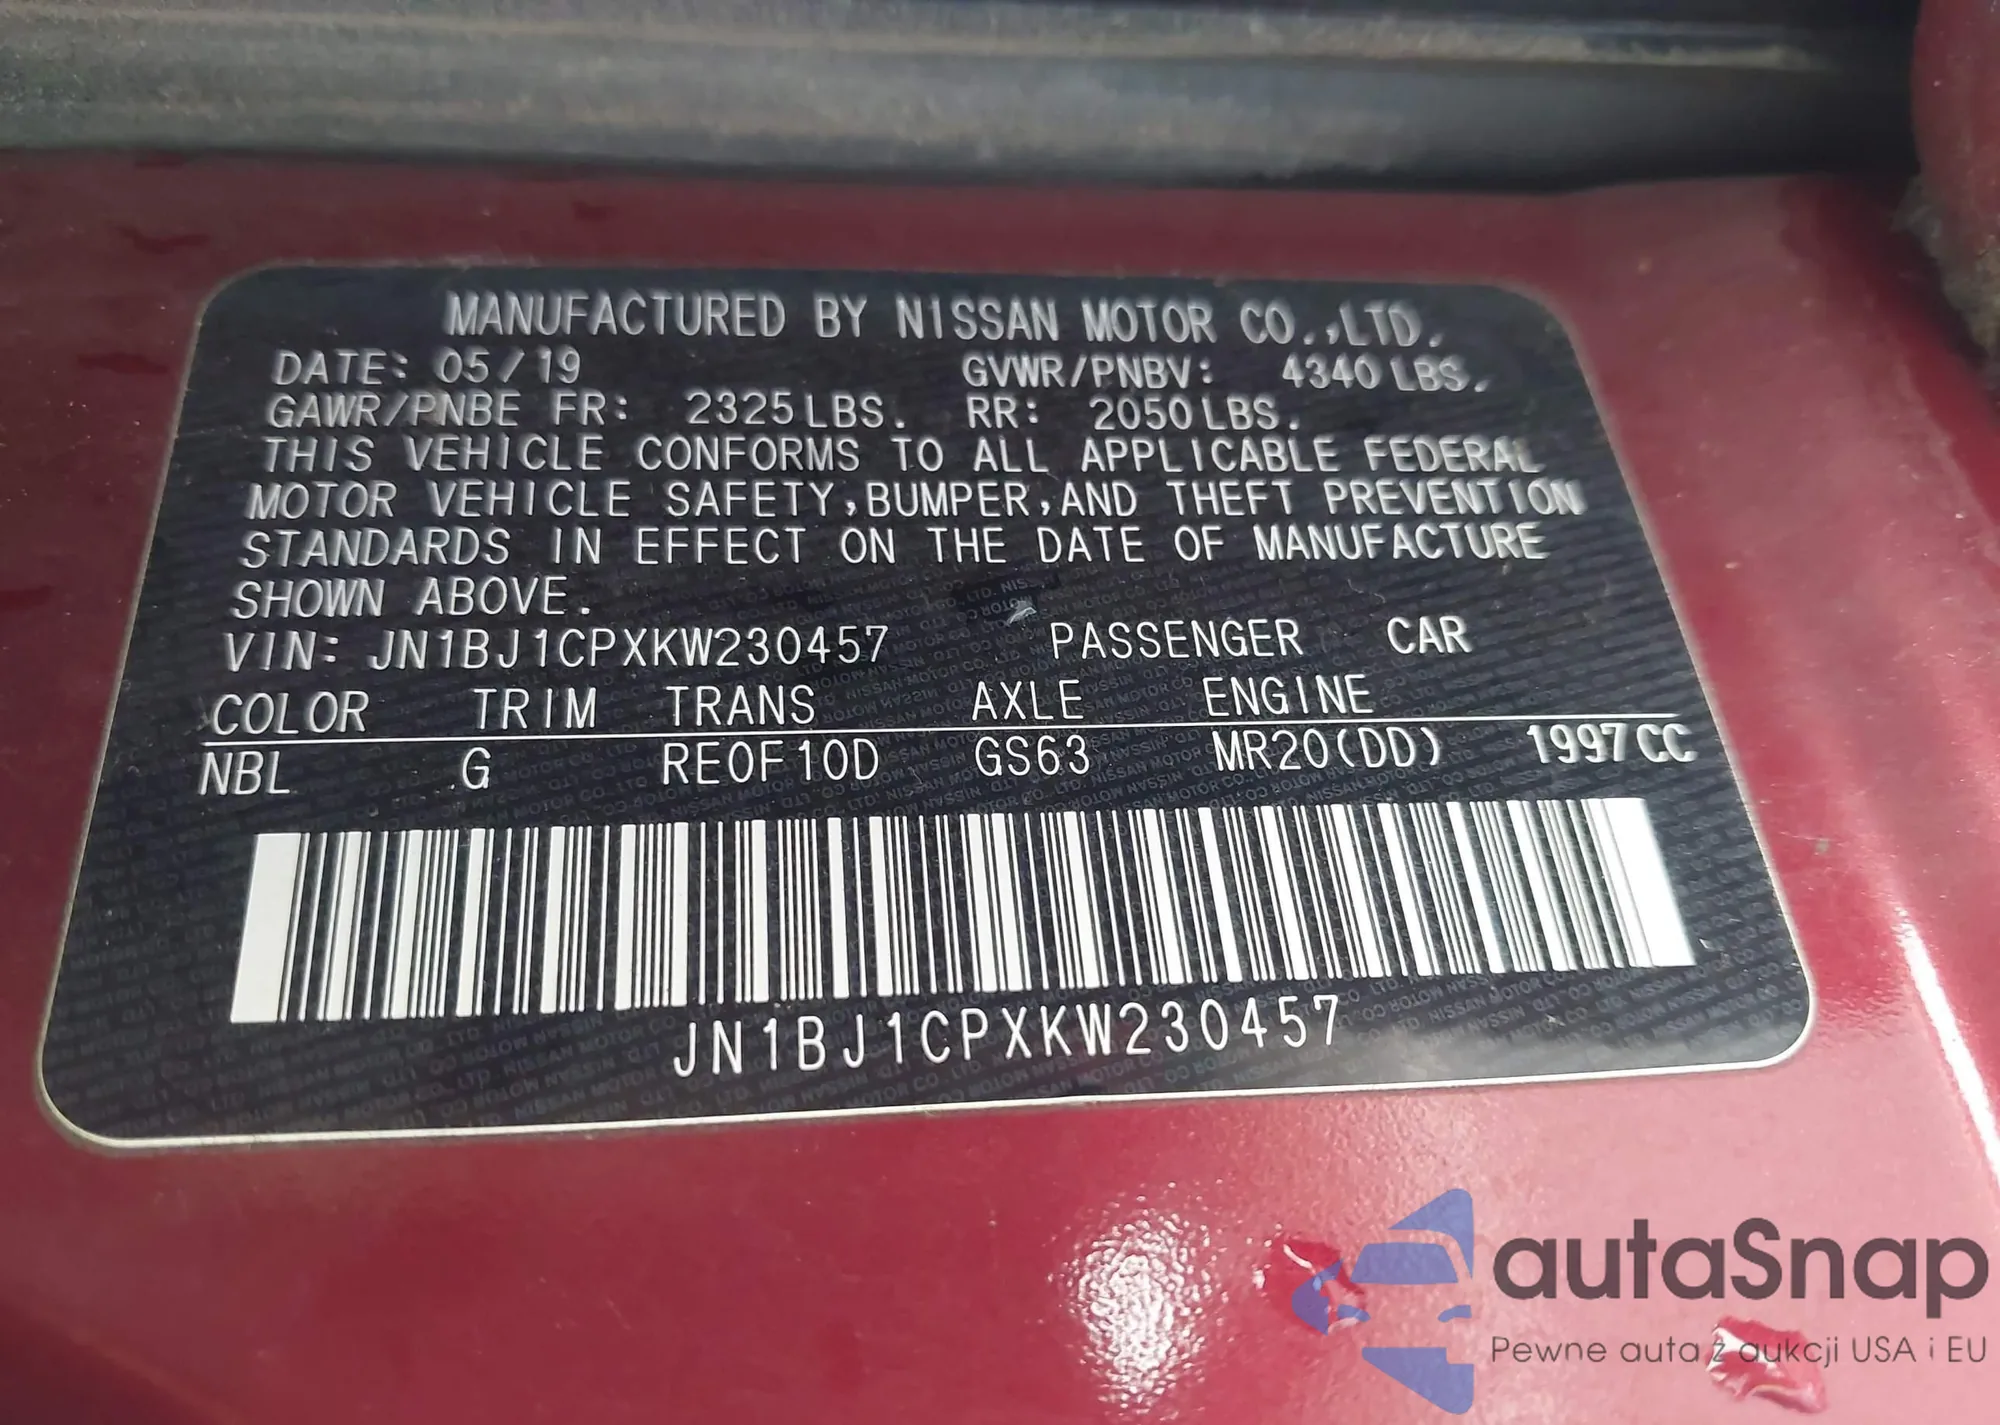 MANUFACTURED BY NISSAN MOTOR CO.,LTD.
DATE: 05/19 GVWR/PNBV: 4340 LBS.
GAWR/PNBE FR: 2325 LBS. RR: 2050 LBS.
THIS VEHICLE CONFORMS TO ALL APPLICABLE FEDERAL
MOTOR VEHICLE SAFETY,BUMPER,AND THEFT PREVENTION
STANDARDS IN EFFECT ON THE DATE OF MANUFACTURE
SHOWN ABOVE.
VIN: JN1BJ1CPXKW230457 PASSENGER CAR
COLOR TRIM TRANS AXLE ENGINE
NBL G RE0F10D GS63 MR20(DD) 1997CC
JN1BJ1CPXKW230457
autaSnap
Pewne auta z aukcji USA i EU